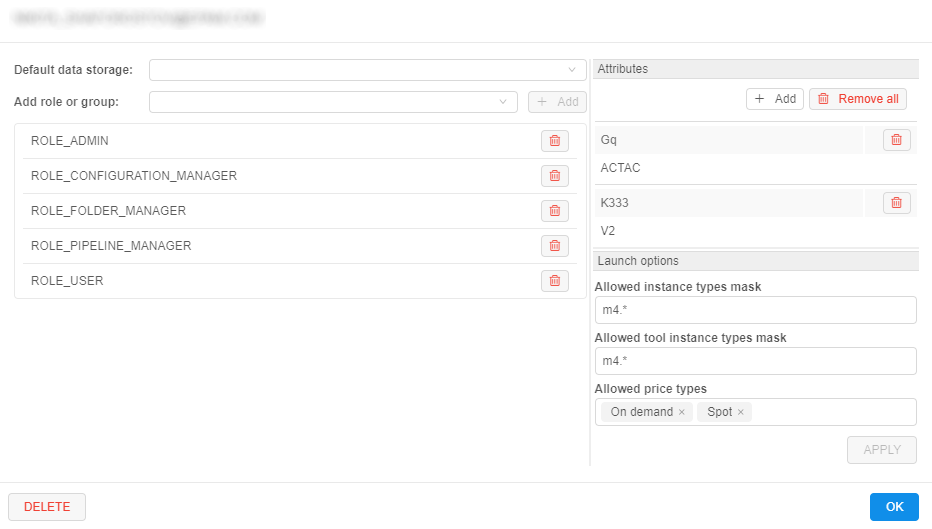 Default data storage:
Add role or group:
Add
ROLE_ADMIN
ROLE_CONFIGURATION_MANAGER
ROLE_FOLDER_MANAGER
ROLE_PIPELINE_MANAGER
ROLE_USER
Attributes
Add Remove all
Gq
ACTAC
K333
V2
Launch options
Allowed instance types mask
m4.*
Allowed tool instance types mask
m4.*
Allowed price types
On demand × Spot ×
APPLY
DELETE
OK